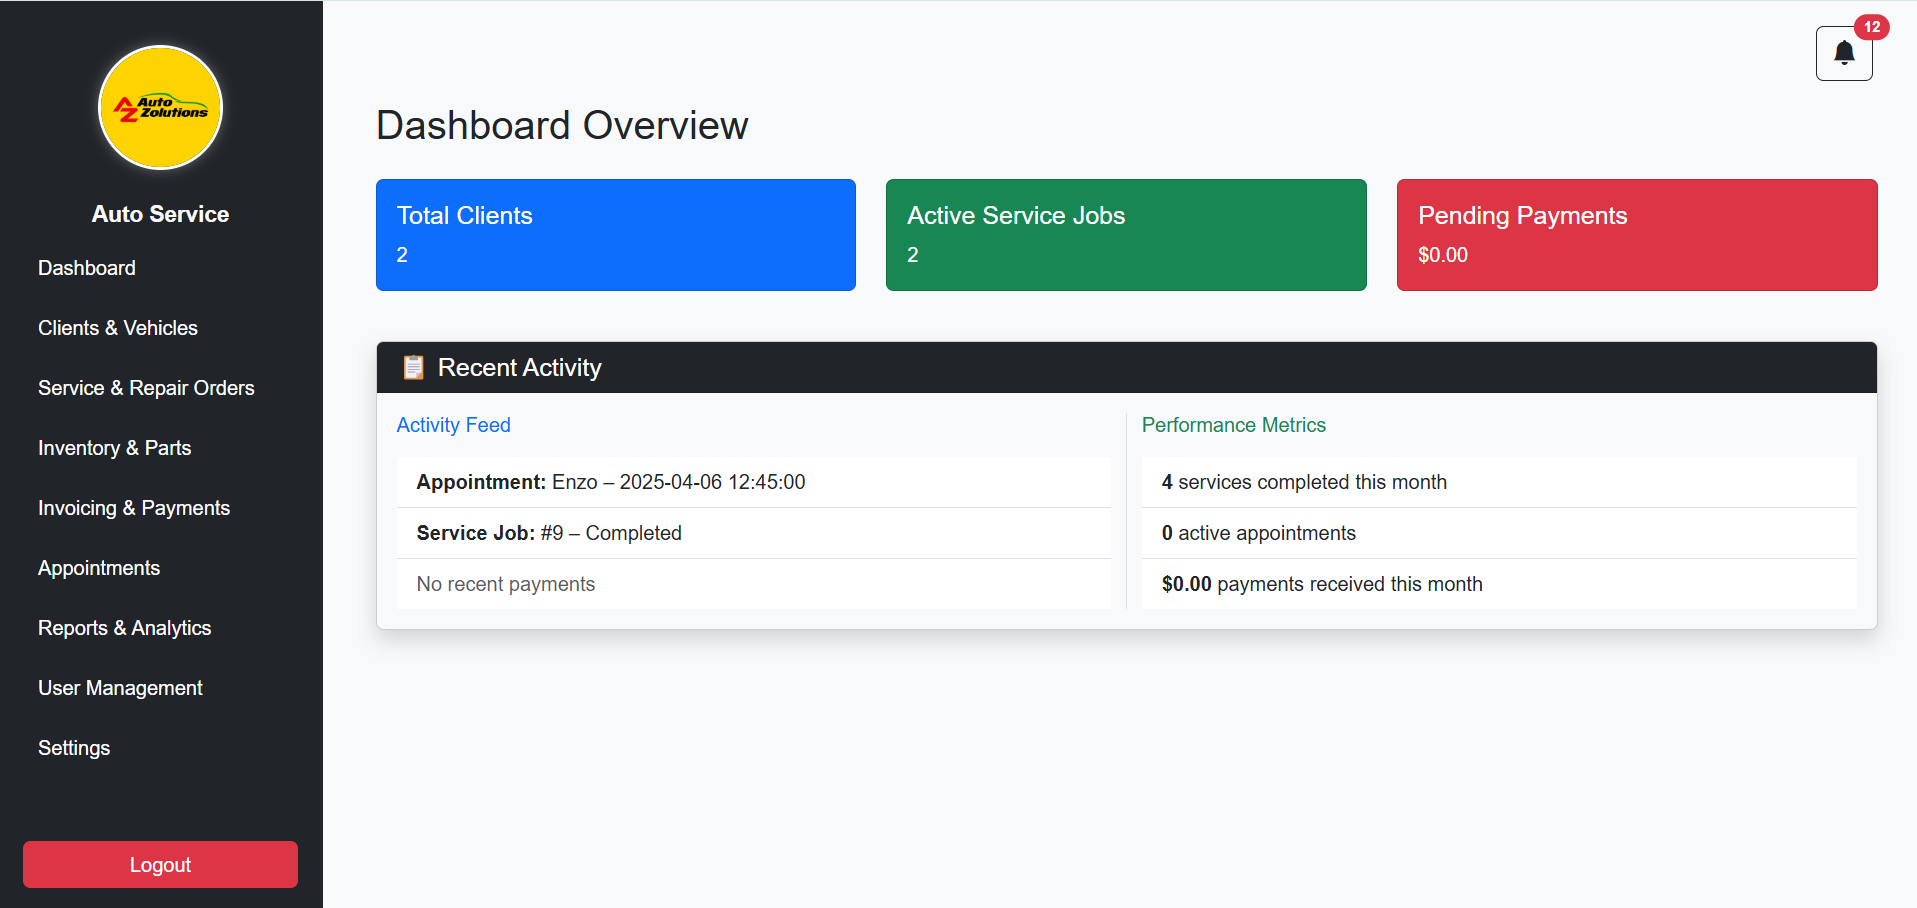 AZ Auto
Zolutions
Auto Service
Dashboard
Clients & Vehicles
Service & Repair Orders
Inventory & Parts
Invoicing & Payments
Appointments
Reports & Analytics
User Management
Settings
Logout
12
Dashboard Overview
Total Clients
2
Active Service Jobs
2
Pending Payments
$0.00
Recent Activity
Activity Feed
Appointment: Enzo – 2025-04-06 12:45:00
Service Job: #9 – Completed
No recent payments
Performance Metrics
4 services completed this month
0 active appointments
$0.00 payments received this month